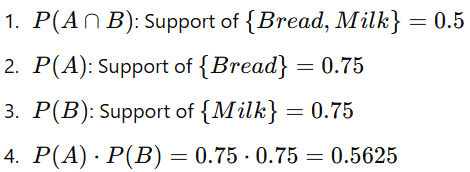 1. P(A ∩ B): Support of {Bread, Milk} = 0.5
2. P(A): Support of {Bread} = 0.75
3. P(B): Support of {Milk} = 0.75
4. P(A) · P(B) = 0.75 · 0.75 = 0.5625